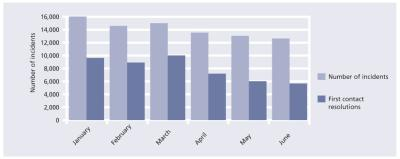 16,000
14,000
12,000
10,000
8,000
6,000
4,000
2,000
0
Number of incidents
January
February
March
April
May
June
Number of incidents
First contact
resolutions